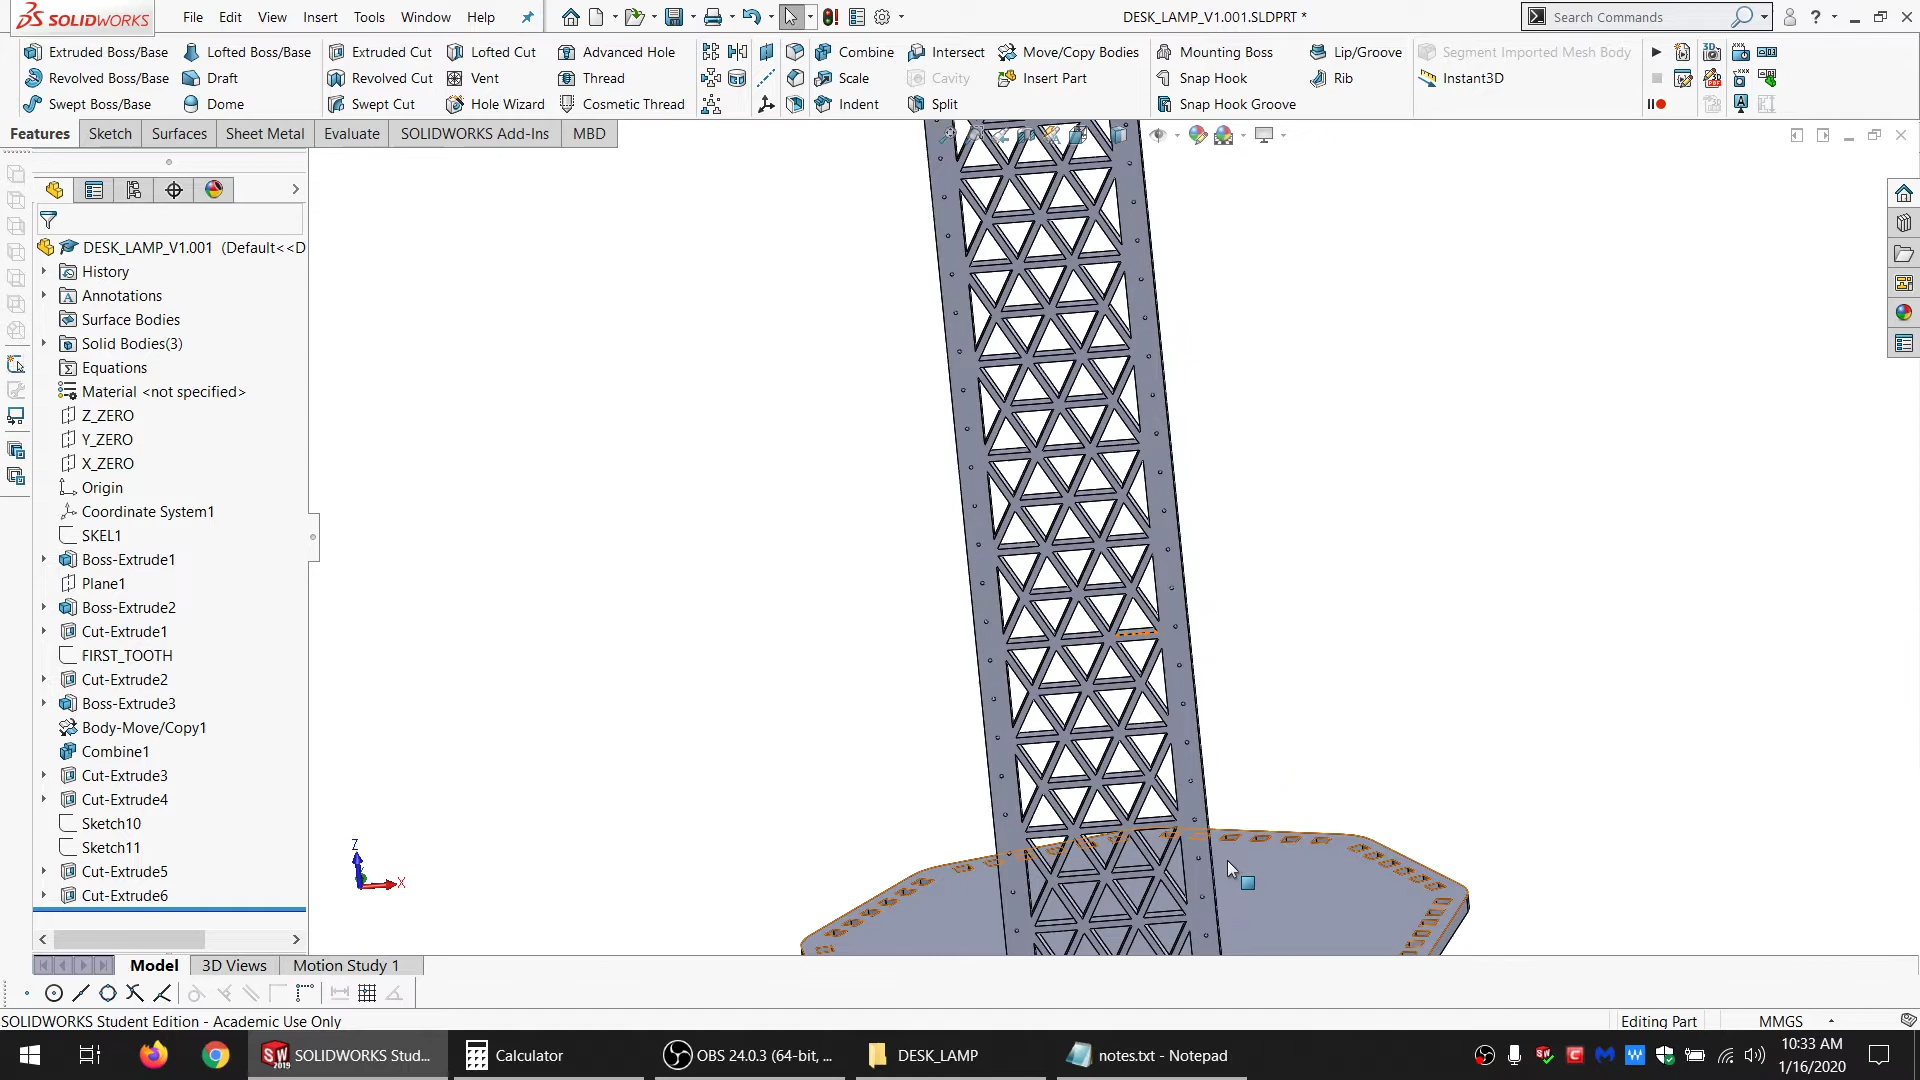 SOLIDWORKS
File
Edit
View
Insert
Tools
Window
Help
DESK_LAMP_V1.001.SLDPRT *
Search Commands
Extruded Boss/Base
Lofted Boss/Base
Extruded Cut
Lofted Cut
Advanced Hole
Combine
Intersect
Move/Copy Bodies
Mounting Boss
Lip/Groove
Segment Imported Mesh Body
Revolved Boss/Base
Draft
Revolved Cut
Vent
Thread
Scale
Cavity
Insert Part
Snap Hook
Rib
Instant3D
Swept Boss/Base
Dome
Swept Cut
Hole Wizard
Cosmetic Thread
Indent
Split
Snap Hook Groove
Features
Sketch
Surfaces
Sheet Metal
Evaluate
SOLIDWORKS Add-Ins
MBD
DESK_LAMP_V1.001 (Default<<D
History
Annotations
Surface Bodies
Solid Bodies(3)
Equations
Material <not specified>
Z_ZERO
Y_ZERO
X_ZERO
Origin
Coordinate System1
SKEL1
Boss-Extrude1
Plane1
Boss-Extrude2
Cut-Extrude1
FIRST_TOOTH
Cut-Extrude2
Boss-Extrude3
Body-Move/Copy1
Combine1
Cut-Extrude3
Cut-Extrude4
Sketch10
Sketch11
Cut-Extrude5
Cut-Extrude6
Z
X
Model
3D Views
Motion Study 1
SOLIDWORKS Student Edition - Academic Use Only
Editing Part
MMGS
SOLIDWORKS Stud...
Calculator
OBS 24.0.3 (64-bit, ...
DESK_LAMP
notes.txt - Notepad
10:33 AM
1/16/2020